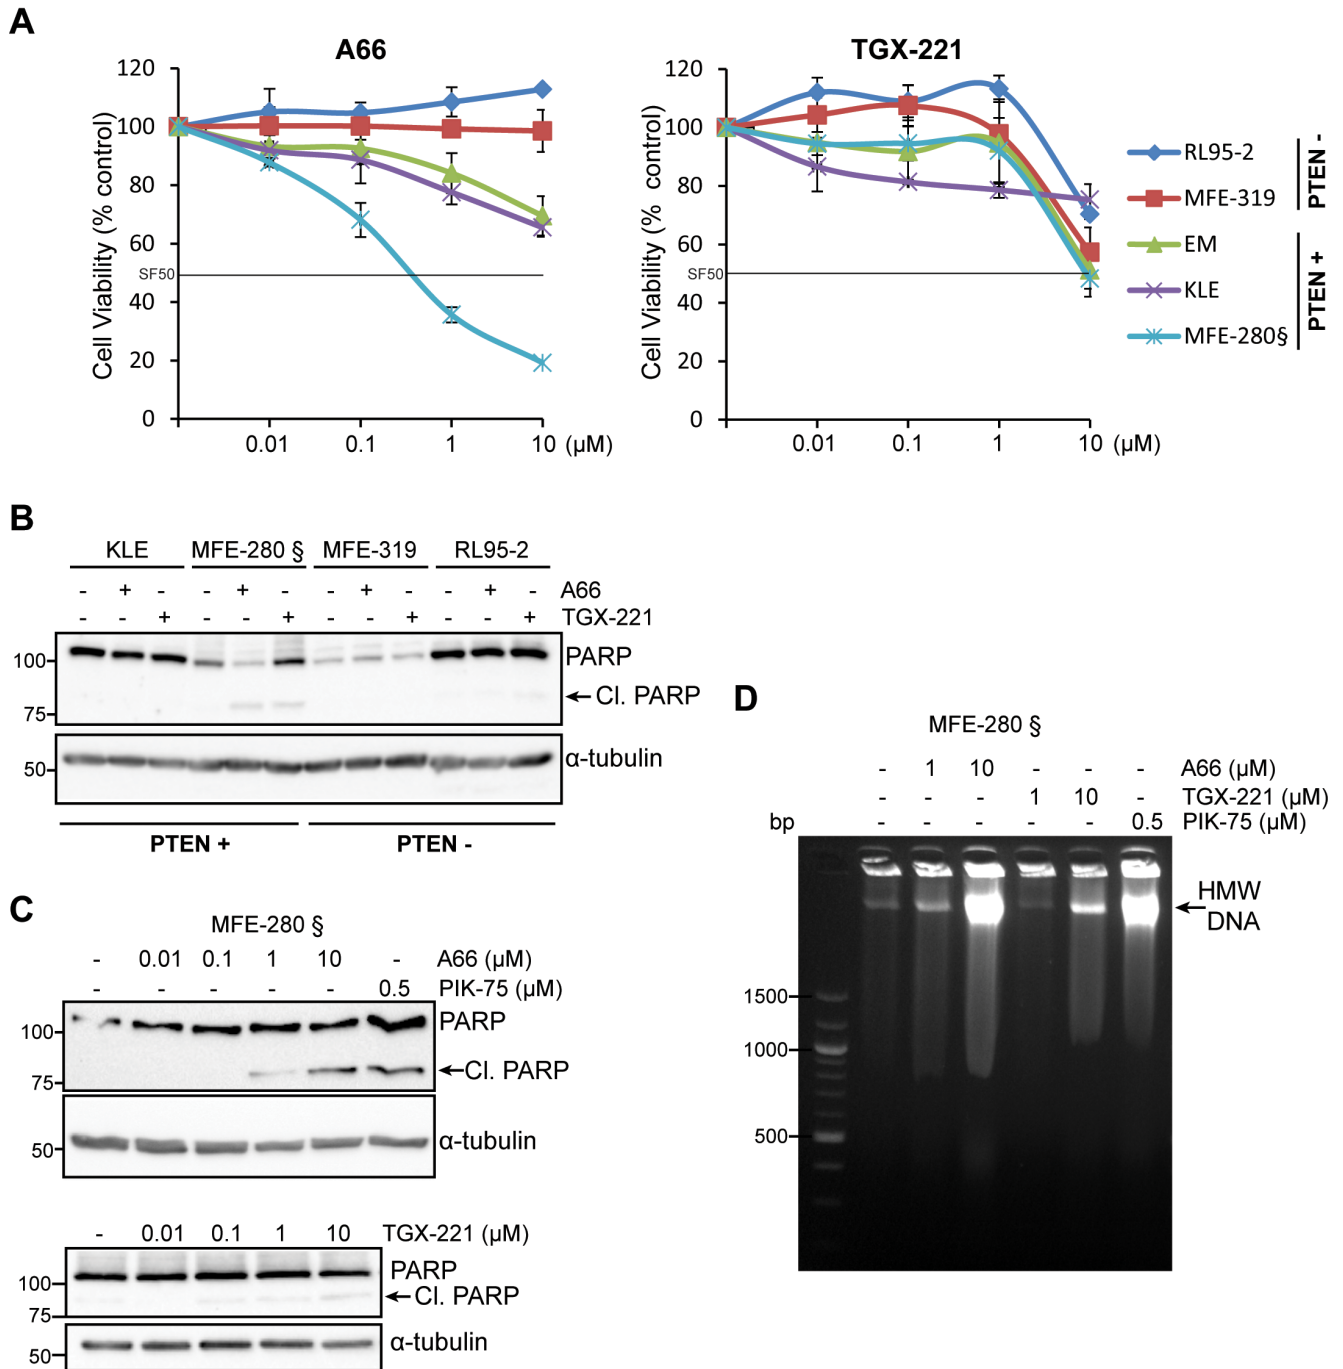 A
A66
TGX-221
120
100
80
60
SF50
40
20
0
0.01 0.1 1 10 (µM)
Cell Viability (% control)
120
100
80
60
SF50
40
20
0
0.01 0.1 1 10 (µM)
Cell Viability (% control)
RL95-2
MFE-319
EM
KLE
MFE-280§
PTEN -
PTEN +
B
KLE MFE-280 § MFE-319 RL95-2
- + - - + - - + - - + - A66
- - + - - + - - + - - + TGX-221
100
75
PARP
Cl. PARP
50
α-tubulin
PTEN + PTEN -
C
MFE-280 §
- 0.01 0.1 1 10 - A66 (µM)
- - - - - 0.5 PIK-75 (µM)
100
75
PARP
Cl. PARP
50
α-tubulin
- 0.01 0.1 1 10 TGX-221 (µM)
100
75
PARP
Cl. PARP
50
α-tubulin
D
MFE-280 §
- 1 10 - - - A66 (µM)
- - - 1 10 - TGX-221 (µM)
bp - - - - - 0.5 PIK-75 (µM)
HMW
DNA
1500
1000
500